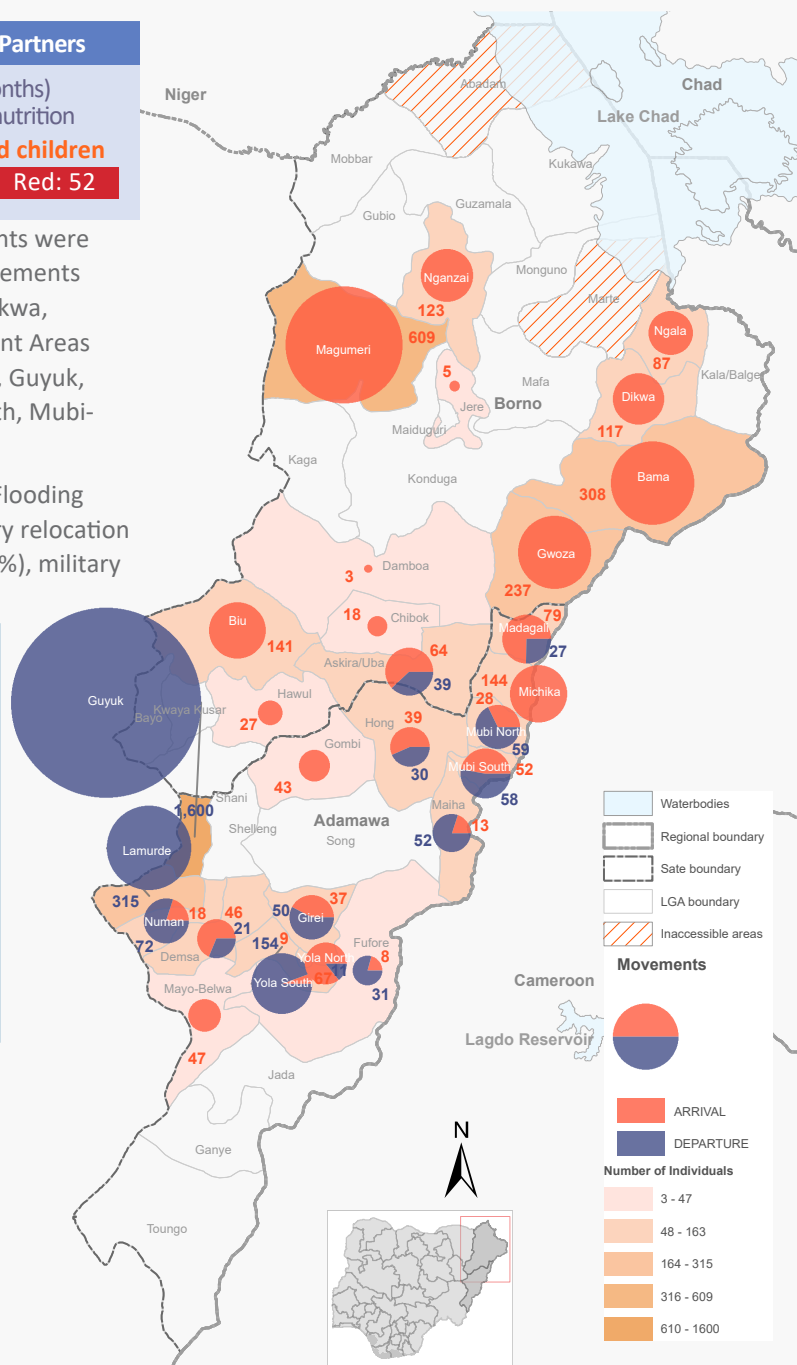 Partners
nths)
utrition
d children
Red: 52
nts were
ements
kwa,
nt Areas
, Guyuk,
th, Mubi-
Flooding
ry relocation
%), military
Niger
Chad
Lake Chad
Abadam
Mobbar
Kukawa
Guzamala
Gubio
Nganzai
123
Monguno
Marte
Magumeri
609
Ngala
87
5
Jere
Mafa
Borno
Dikwa
117
Kala/Balge
Maiduguri
Kaga
Konduga
Bama
308
Gwoza
237
Damboa
3
Chibok
18
Biu
141
Madagali
79
27
Askira/Uba
64
39
144
Michika
Guyuk
Bayo
Kwaya Kusar
Hawul
27
Hong
39
30
28
Mubi North
59
Gombi
43
Mubi South
52
58
Shani
1,600
Shelleng
Adamawa
Song
Maiha
52
13
Lamurde
315
Numan
18
72
46
21
Demsa
Girei
50
37
154
9
Yola North
67
11
Yola South
Fufore
8
31
Mayo-Belwa
47
Jada
Ganye
Toungo
Cameroon
Lagdo Reservoir
N
Waterbodies
Regional boundary
Sate boundary
LGA boundary
Inaccessible areas
Movements
ARRIVAL
DEPARTURE
Number of Individuals
3 - 47
48 - 163
164 - 315
316 - 609
610 - 1600